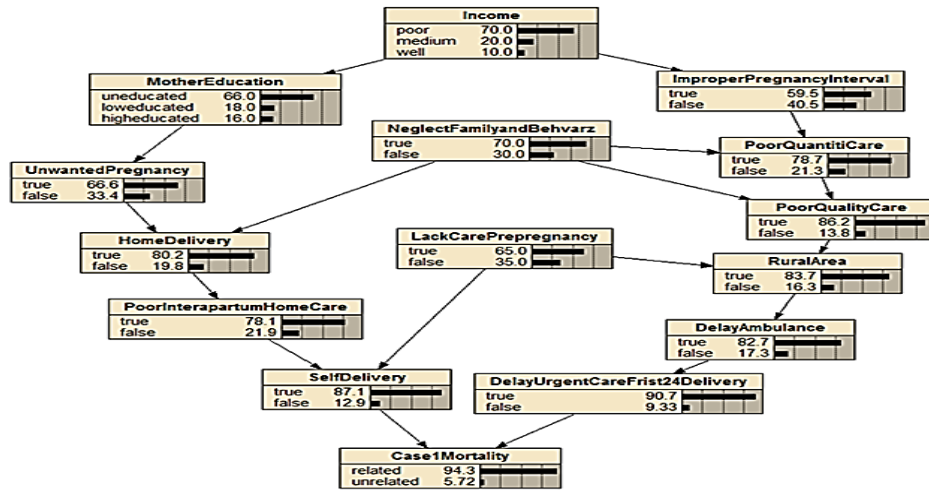 Income
poor 70.0
medium 20.0
well 10.0
MotherEducation
uneducated 66.0
loweducated 18.0
higheducated 16.0
ImproperPregnancyInterval
true 59.5
false 40.5
NeglectFamilyandBehvarz
true 70.0
false 30.0
PoorQuantitiCare
true 78.7
false 21.3
UnwantedPregnancy
true 66.6
false 33.4
PoorQualityCare
true 86.2
false 13.8
HomeDelivery
true 80.2
false 19.8
LackCarePrepregnancy
true 65.0
false 35.0
RuralArea
true 83.7
false 16.3
PoorInterapartumHomeCare
true 78.1
false 21.9
DelayAmbulance
true 82.7
false 17.3
SelfDelivery
true 87.1
false 12.9
DelayUrgentCareFrist24Delivery
true 90.7
false 9.33
Case1Mortality
related 94.3
unrelated 5.72